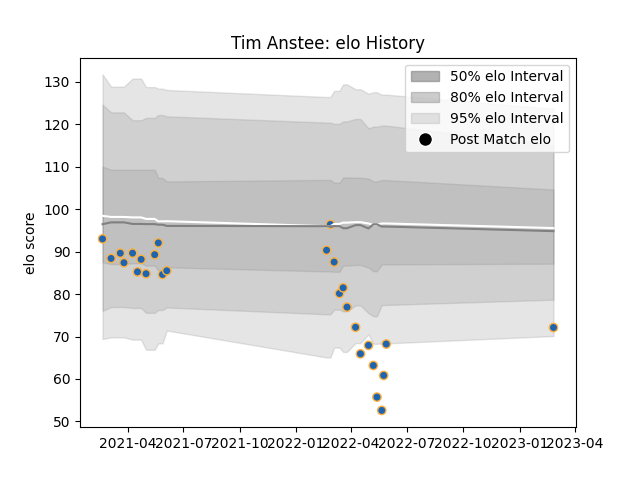 Tim Anstee: elo History
130
120
110
100
90
80
70
60
50
elo score
50% elo Interval
80% elo Interval
95% elo Interval
Post Match elo
2021-04 2021-07 2021-10 2022-01 2022-04 2022-07 2022-10 2023-01 2023-04